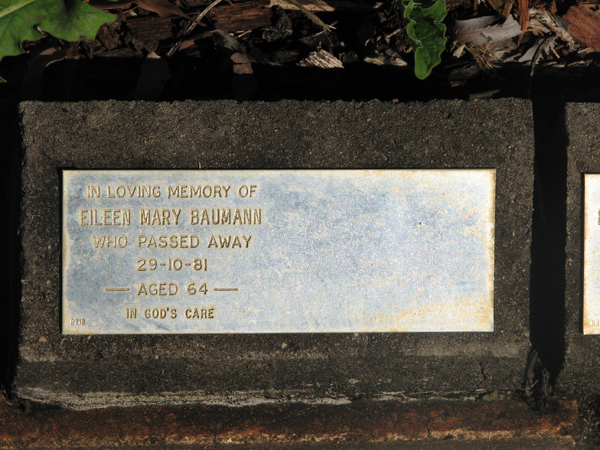 IN LOVING MEMORY OF
EILEEN MARY BAUMANN
WHO PASSED AWAY
29-10-81
— AGED 64 —
IN GOD'S CARE